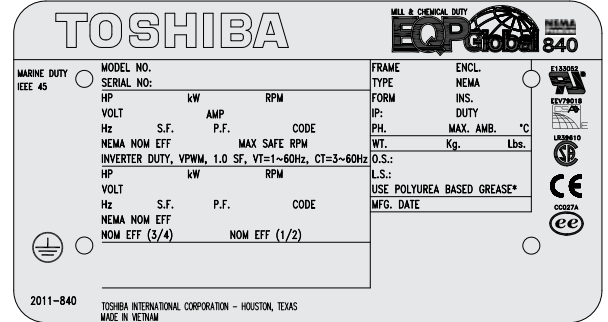 TOSHIBA
MILL & CHEMICAL DUTY
EQP Global
NEMA
840
MARINE DUTY
IEEE 45
MODEL NO.
SERIAL NO:
HP kW RPM
VOLT AMP
Hz S.F. P.F. CODE
NEMA NOM EFF MAX SAFE RPM
INVERTER DUTY, VPWM, 1.0 SF, VT=1~60Hz, CT=3~60Hz
HP kW RPM
VOLT
Hz S.F. P.F. CODE
NEMA NOM EFF
NOM EFF (3/4) NOM EFF (1/2)
FRAME ENCL.
TYPE NEMA
FORM INS.
IP: DUTY
PH. MAX. AMB. °C
WT. Kg. Lbs.
O.S.:
L.S.:
USE POLYUREA BASED GREASE*
MFG. DATE
E133052
EEV79018
LR39610
CE
CC027A
ee
2011-840
TOSHIBA INTERNATIONAL CORPORATION - HOUSTON, TEXAS
MADE IN VIETNAM